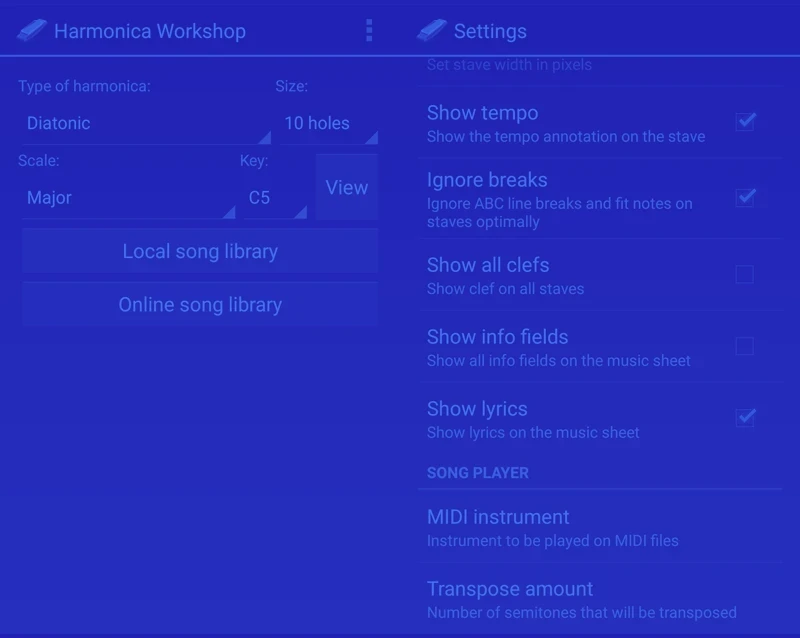 Harmonica Workshop
Type of harmonica:
Size:
Diatonic
10 holes
Scale:
Key:
Major
C5
View
Local song library
Online song library
Settings
Set stave width in pixels
Show tempo
Show the tempo annotation on the stave
Ignore breaks
Ignore ABC line breaks and fit notes on
staves optimally
Show all clefs
Show clef on all staves
Show info fields
Show all info fields on the music sheet
Show lyrics
Show lyrics on the music sheet
SONG PLAYER
MIDI instrument
Instrument to be played on MIDI files
Transpose amount
Number of semitones that will be transposed